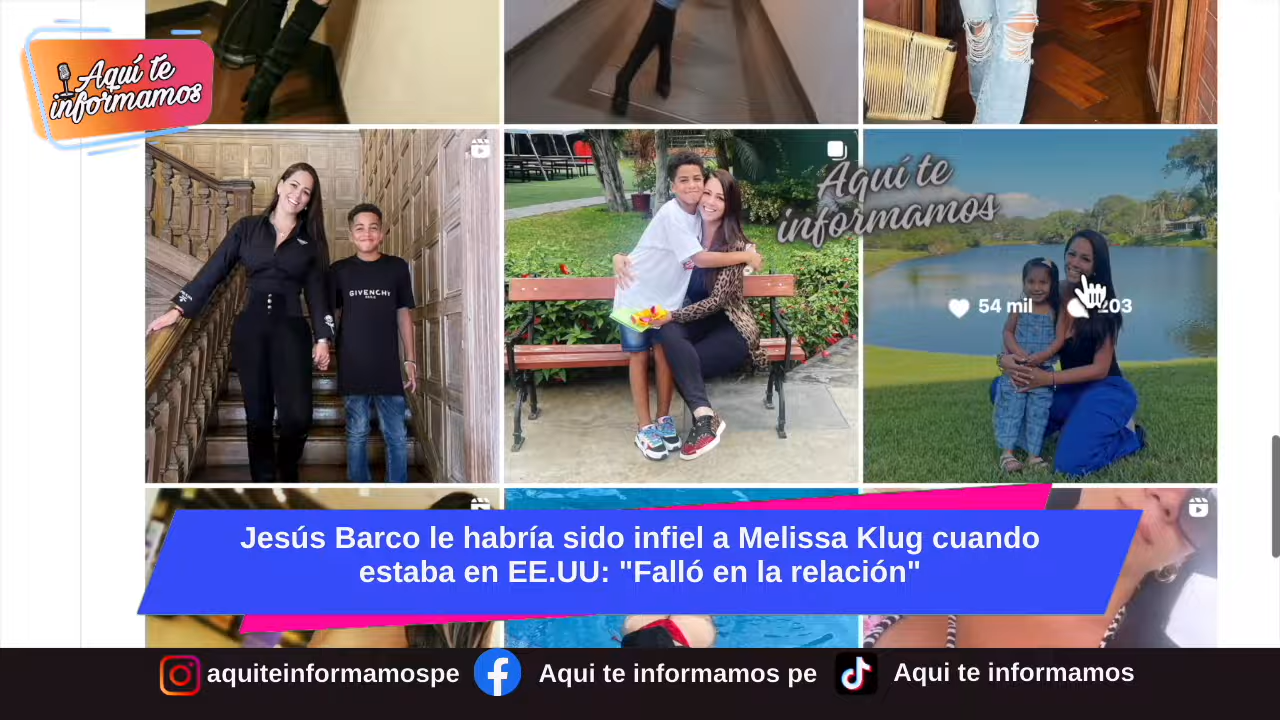 Aquí te
informamos
GIVENCHY
PARIS
Aquí te
informamos
54 mil
203
Jesús Barco le habría sido infiel a Melissa Klug cuando
estaba en EE.UU: "Falló en la relación"
aquiteinformamospe
Aqui te informamos pe
Aqui te informamos